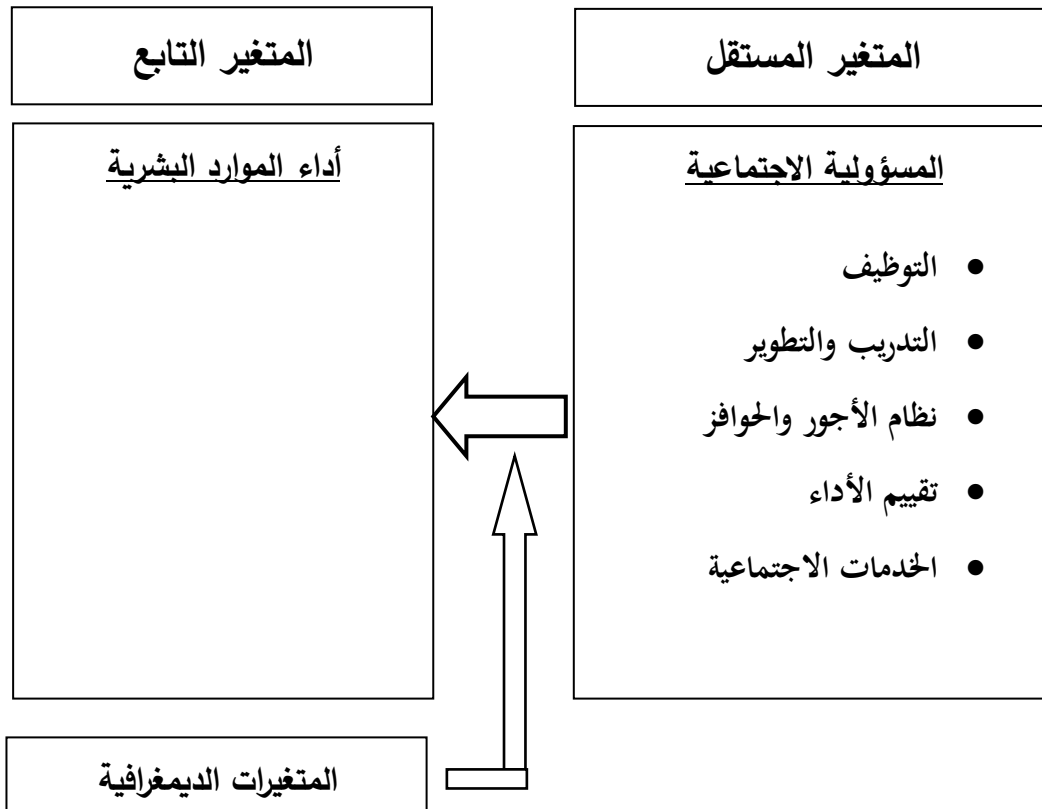 المتغير المستقل
المتغير التابع
المسؤولية الاجتماعية
• التوظيف
• التدريب والتطوير
• نظام الأجور والحوافز
• تقييم الأداء
• الخدمات الاجتماعية
أداء الموارد البشرية
المتغيرات الديمغرافية